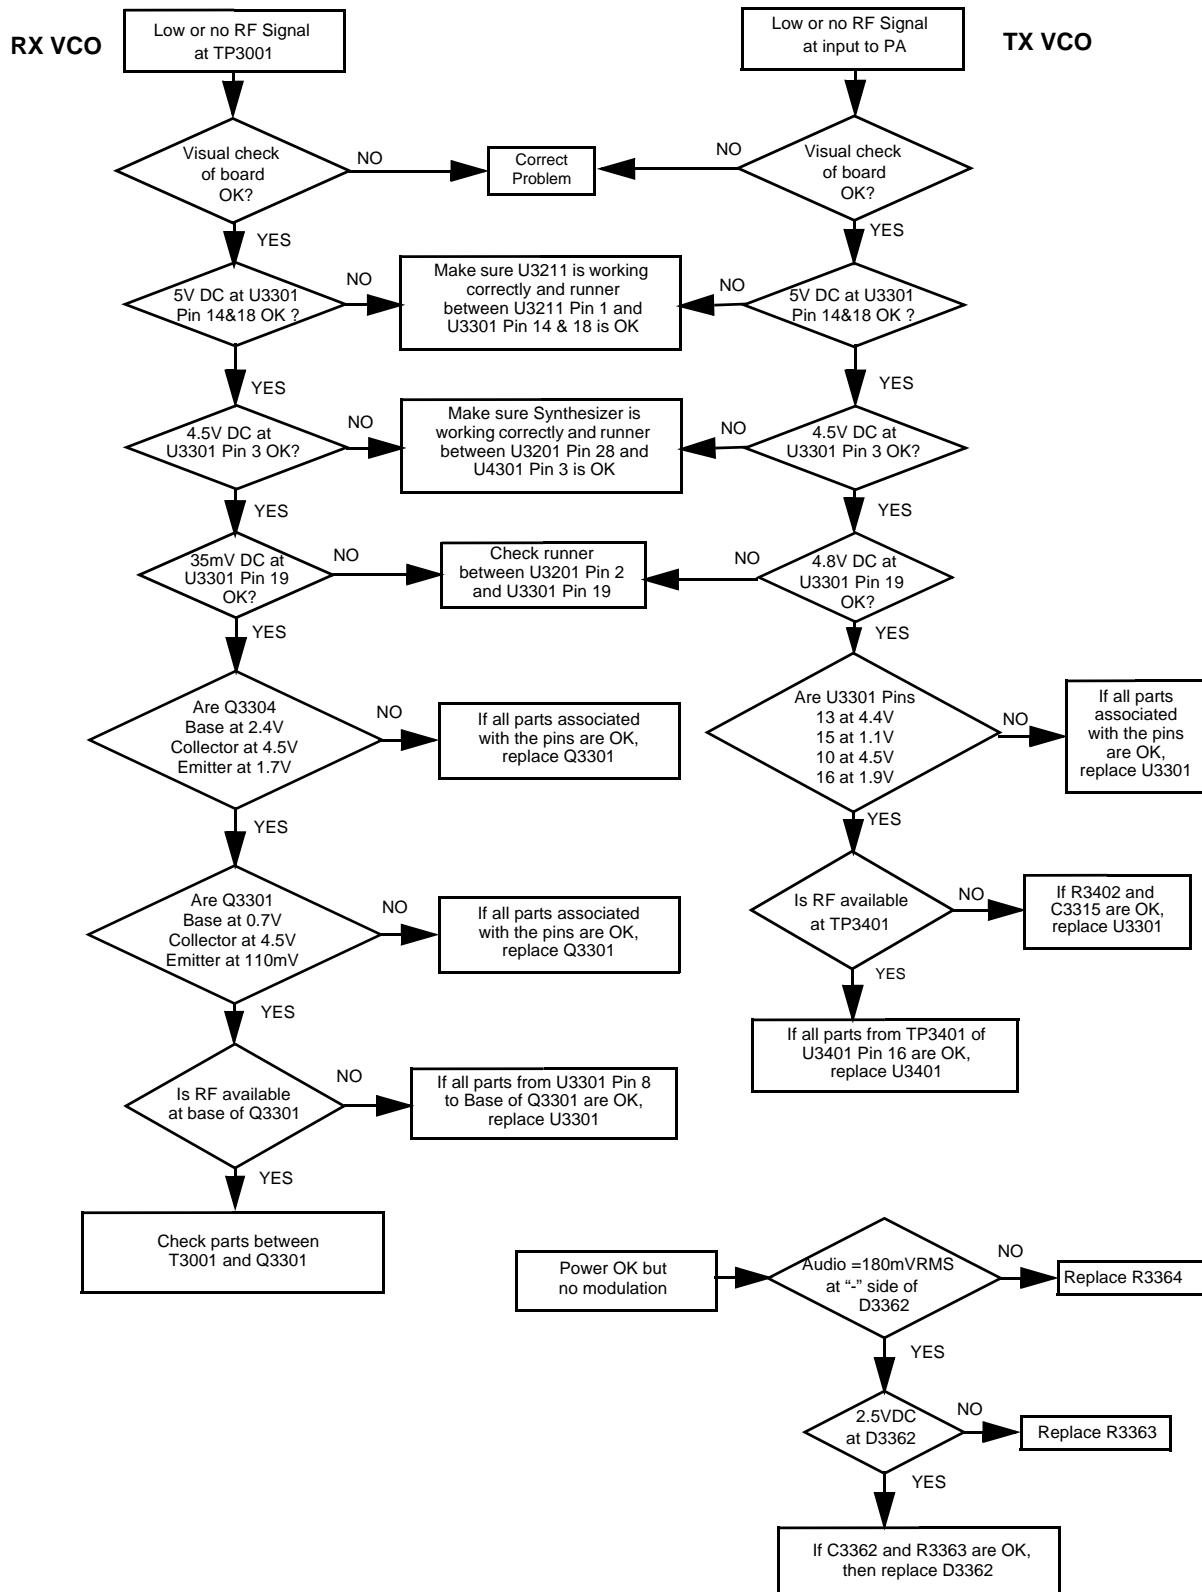 RX VCO
Low or no RF Signal
at TP3001
Visual check
of board
OK?
NO
YES
Correct
Problem
5V DC at U3301
Pin 14&18 OK ?
NO
YES
Make sure U3211 is working
correctly and runner
between U3211 Pin 1 and
U3301 Pin 14 & 18 is OK
4.5V DC at
U3301 Pin 3 OK?
NO
YES
Make sure Synthesizer is
working correctly and runner
between U3201 Pin 28 and
U4301 Pin 3 is OK
35mV DC at
U3301 Pin 19
OK?
NO
YES
Check runner
between U3201 Pin 2
and U3301 Pin 19
Are Q3304
Base at 2.4V
Collector at 4.5V
Emitter at 1.7V
NO
YES
If all parts associated
with the pins are OK,
replace Q3301
Are Q3301
Base at 0.7V
Collector at 4.5V
Emitter at 110mV
NO
YES
If all parts associated
with the pins are OK,
replace Q3301
Is RF available
at base of Q3301
NO
YES
If all parts from U3301 Pin 8
to Base of Q3301 are OK,
replace U3301
Check parts between
T3001 and Q3301
TX VCO
Low or no RF Signal
at input to PA
Visual check
of board
OK?
NO
YES
5V DC at U3301
Pin 14&18 OK ?
NO
YES
4.5V DC at
U3301 Pin 3 OK?
NO
YES
4.8V DC at
U3301 Pin 19
OK?
NO
YES
Are U3301 Pins
13 at 4.4V
15 at 1.1V
10 at 4.5V
16 at 1.9V
NO
YES
If all parts
associated
with the pins
are OK,
replace U3301
Is RF available
at TP3401
NO
YES
If R3402 and
C3315 are OK,
replace U3301
If all parts from TP3401 of
U3401 Pin 16 are OK,
replace U3401
Power OK but
no modulation
Audio =180mVRMS
at “-” side of
D3362
NO
YES
Replace R3364
2.5VDC
at D3362
NO
YES
Replace R3363
If C3362 and R3363 are OK,
then replace D3362